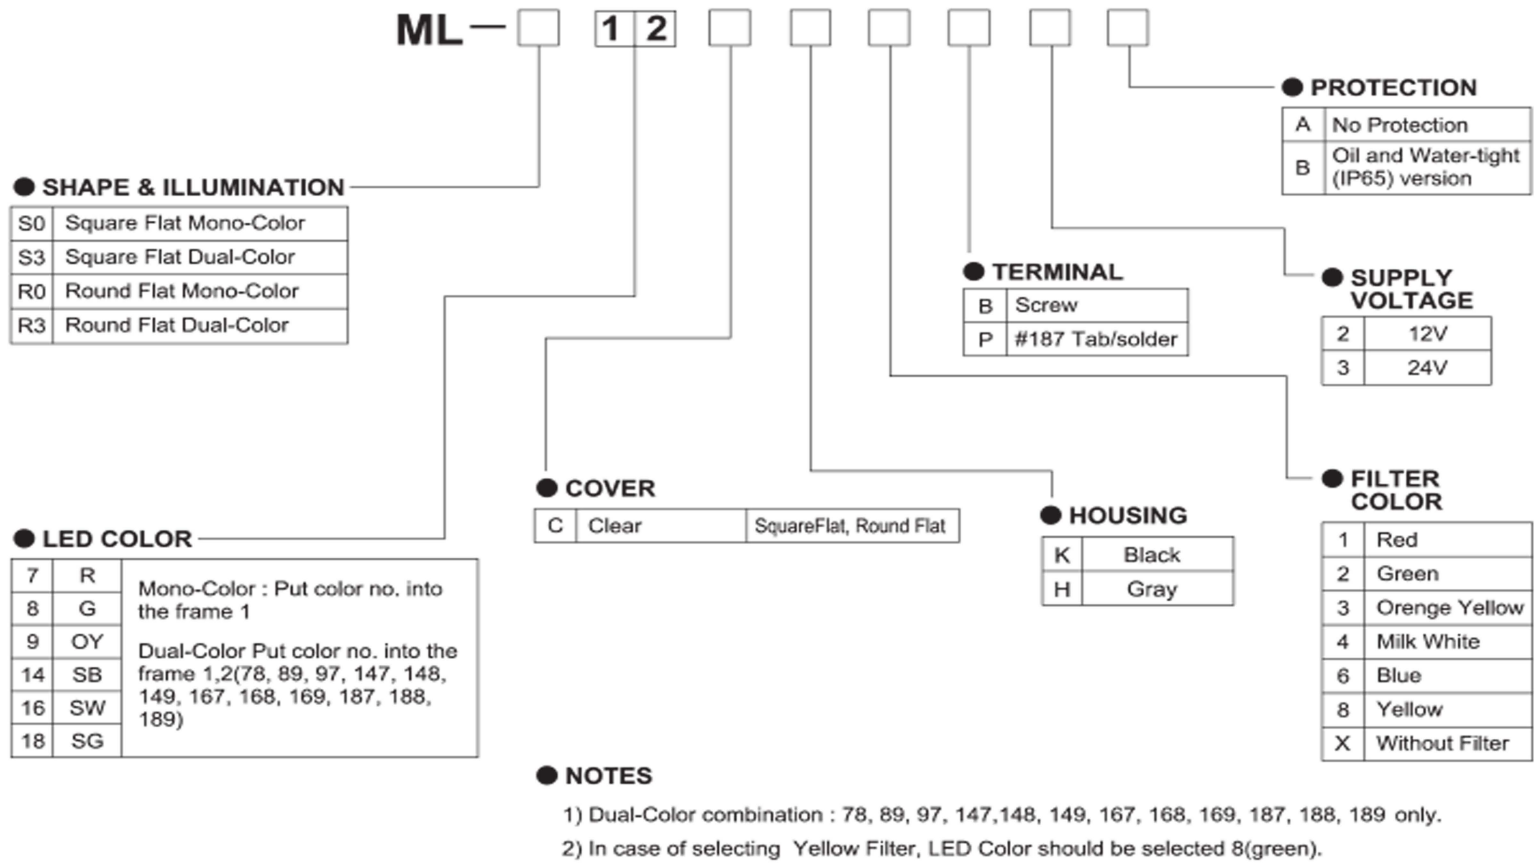 ML— 1 2
● PROTECTION
A No Protection
B Oil and Water-tight
(IP65) version
● SHAPE & ILLUMINATION
S0 Square Flat Mono-Color
S3 Square Flat Dual-Color
R0 Round Flat Mono-Color
R3 Round Flat Dual-Color
● TERMINAL
B Screw
P #187 Tab/solder
● SUPPLY
VOLTAGE
2 12V
3 24V
● COVER
C Clear SquareFlat, Round Flat
● HOUSING
K Black
H Gray
● FILTER
COLOR
1 Red
2 Green
3 Orenge Yellow
4 Milk White
6 Blue
8 Yellow
X Without Filter
● LED COLOR
7 R
8 G
9 OY
14 SB
16 SW
18 SG
Mono-Color : Put color no. into
the frame 1
Dual-Color Put color no. into the
frame 1,2(78, 89, 97, 147, 148,
149, 167, 168, 169, 187, 188,
189)
● NOTES
1) Dual-Color combination : 78, 89, 97, 147,148, 149, 167, 168, 169, 187, 188, 189 only.
2) In case of selecting Yellow Filter, LED Color should be selected 8(green).